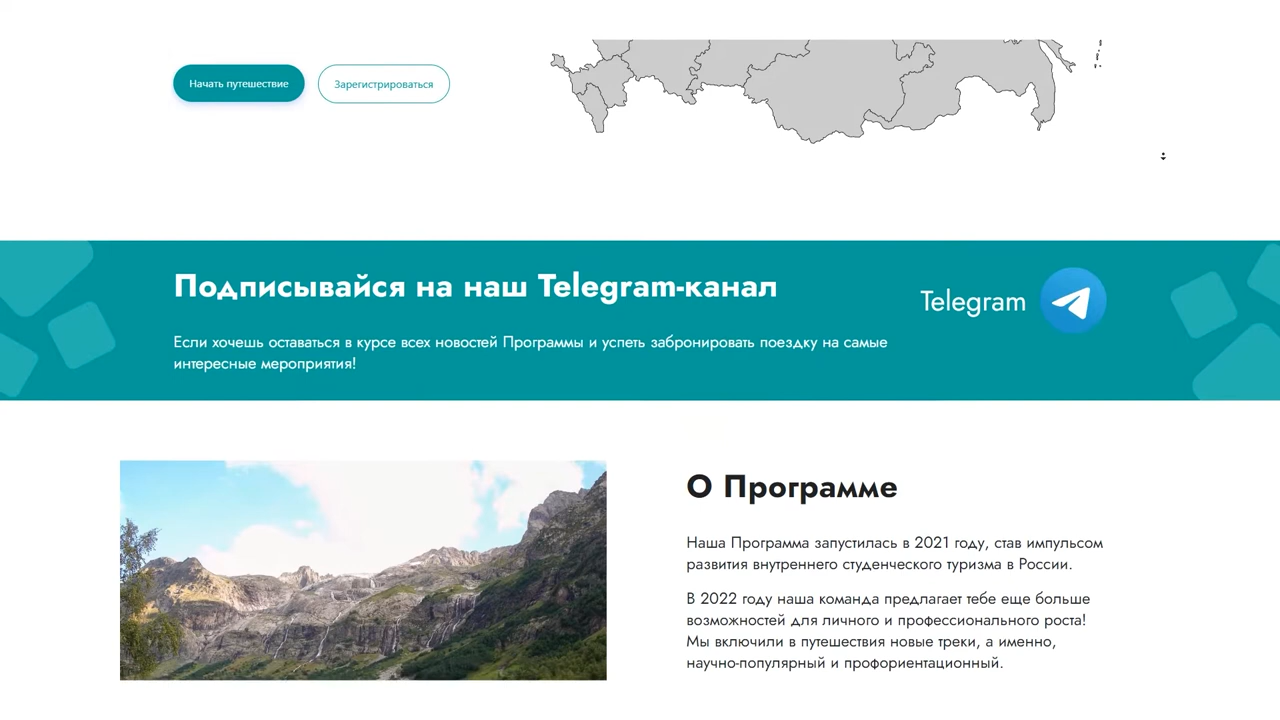 Начать путешествие
Зарегистрироваться
Подписывайся на наш Telegram-канал
Telegram
Если хочешь оставаться в курсе всех новостей Программы и успеть забронировать поездку на самые
интересные мероприятия!
О Программе
Наша Программа запустилась в 2021 году, став импульсом
развития внутреннего студенческого туризма в России.
В 2022 году наша команда предлагает тебе еще больше
возможностей для личного и профессионального роста!
Мы включили в путешествия новые треки, а именно,
научно-популярный и профориентационный.